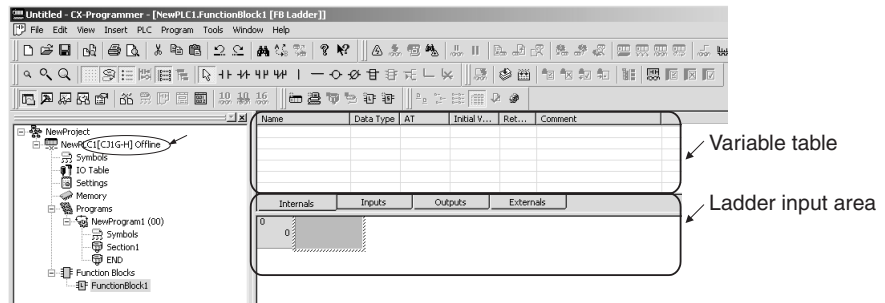 Untitled - CX-Programmer - [NewPLC1.FunctionBlock1 [FB Ladder]]
File Edit View Insert PLC Program Tools Window Help
Name Data Type AT Initial V... Ret... Comment
NewProject
NewPLC1[CJ1G-H] Offline
Symbols
IO Table
Settings
Memory
Programs
NewProgram1 (00)
Symbols
Section1
END
Function Blocks
FunctionBlock1
Internals Inputs Outputs Externals
0
0
Variable table
Ladder input area